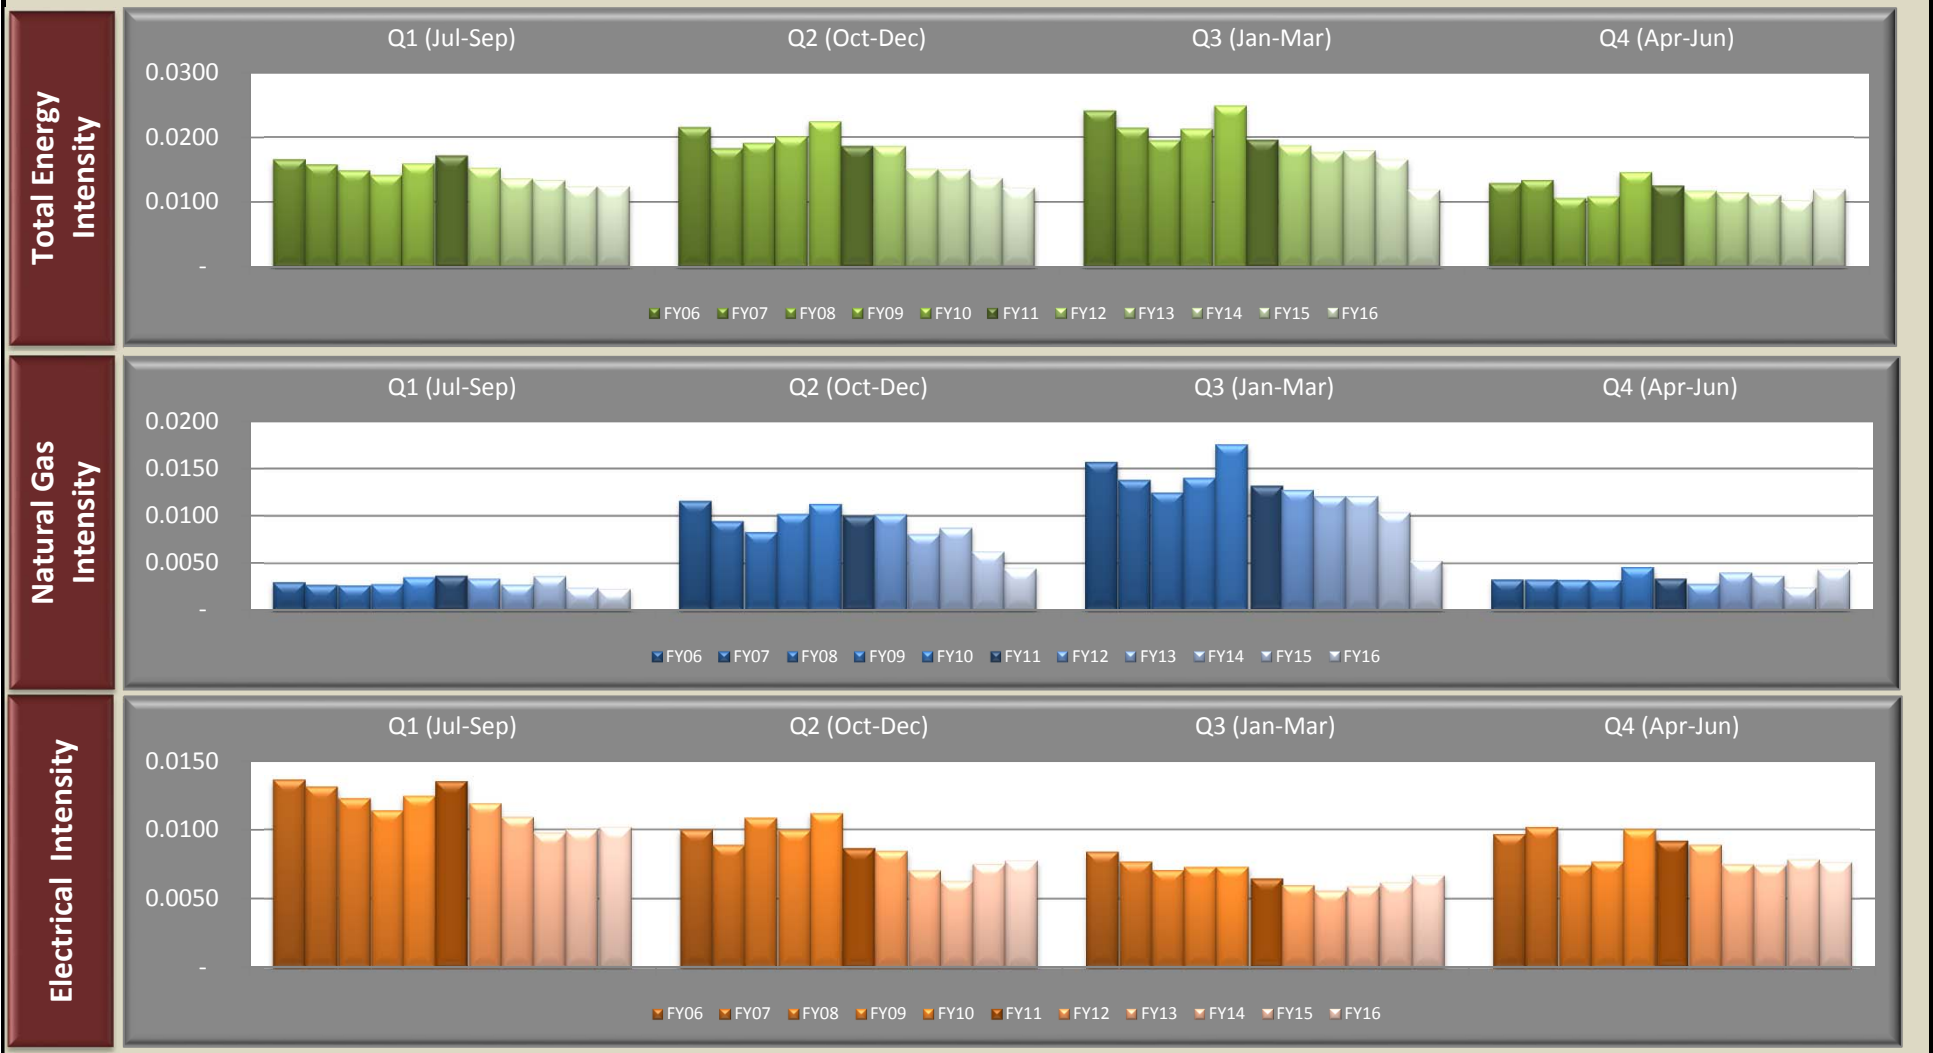 Total Energy
Intensity
Q1 (Jul-Sep)
Q2 (Oct-Dec)
Q3 (Jan-Mar)
Q4 (Apr-Jun)
0.0300
0.0200
0.0100
-
FY06 FY07 FY08 FY09 FY10 FY11 FY12 FY13 FY14 FY15 FY16
Natural Gas
Intensity
Q1 (Jul-Sep)
Q2 (Oct-Dec)
Q3 (Jan-Mar)
Q4 (Apr-Jun)
0.0200
0.0150
0.0100
0.0050
-
FY06 FY07 FY08 FY09 FY10 FY11 FY12 FY13 FY14 FY15 FY16
Electrical Intensity
Q1 (Jul-Sep)
Q2 (Oct-Dec)
Q3 (Jan-Mar)
Q4 (Apr-Jun)
0.0150
0.0100
0.0050
-
FY06 FY07 FY08 FY09 FY10 FY11 FY12 FY13 FY14 FY15 FY16